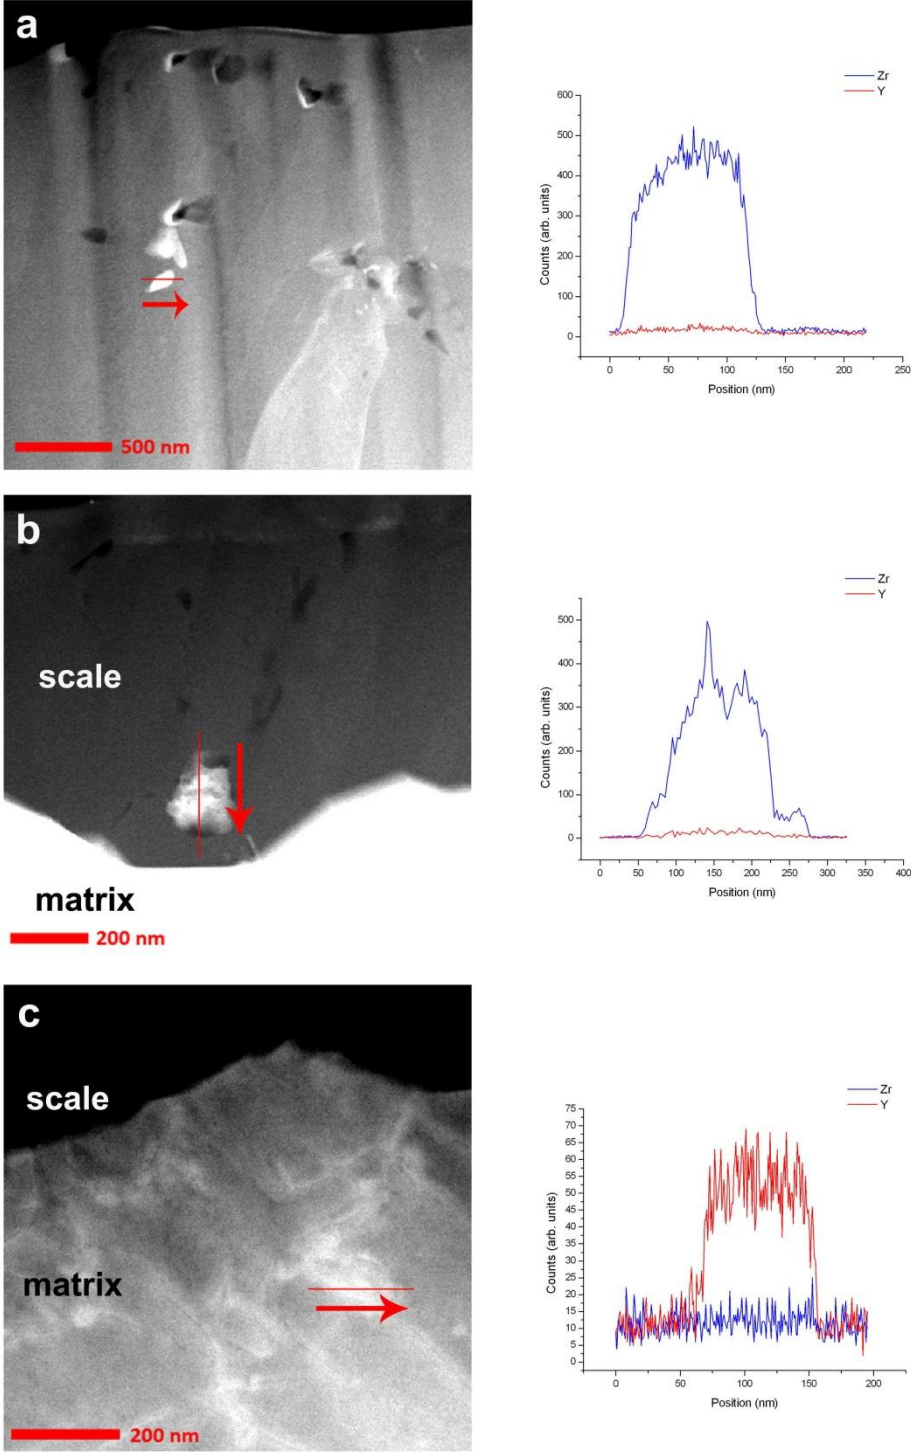 a
500 nm
Zr
Y
600
500
400
300
200
100
0
Counts (arb. units)
0 50 100 150 200 250
Position (nm)
b
scale
matrix
200 nm
Zr
Y
500
400
300
200
100
0
Counts (arb. units)
0 50 100 150 200 250 300 350 400
Position (nm)
c
scale
matrix
200 nm
Zr
Y
75
70
65
60
55
50
45
40
35
30
25
20
15
10
5
0
Counts (arb. units)
0 50 100 150 200
Position (nm)